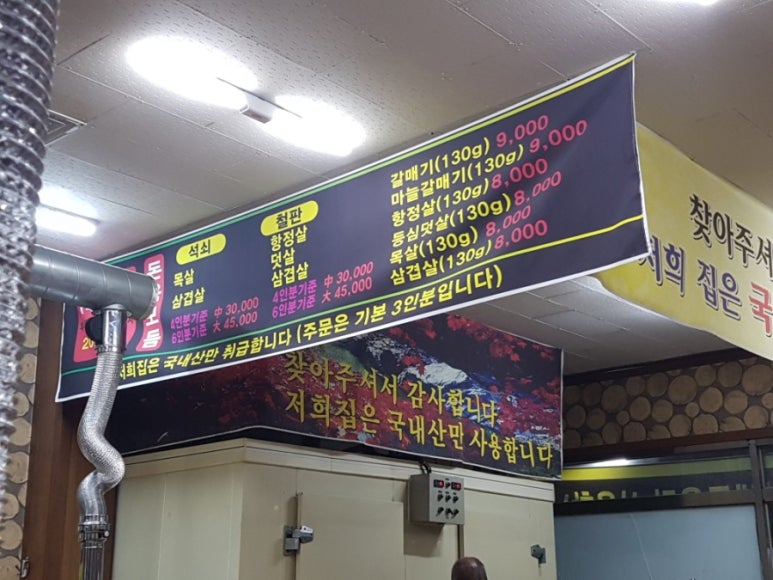 석쇠
목살
삼겹살
4인분기준 中 30,000
6인분기준 大 45,000
철판
항정살
덧살
삼겹살
4인분기준 中 30,000
6인분기준 大 45,000
갈매기(130g) 9,000
마늘갈매기(130g) 9,000
항정살(130g) 8,000
등심덧살(130g) 8,000
목살(130g) 8,000
삼겹살(130g) 8,000
저희집은 국내산만 취급합니다 (주문은 기본 3인분입니다)
찾아주셔서 감사합니다
저희집은 국내산만 사용합니다
찾아주셔
저희 집은 국